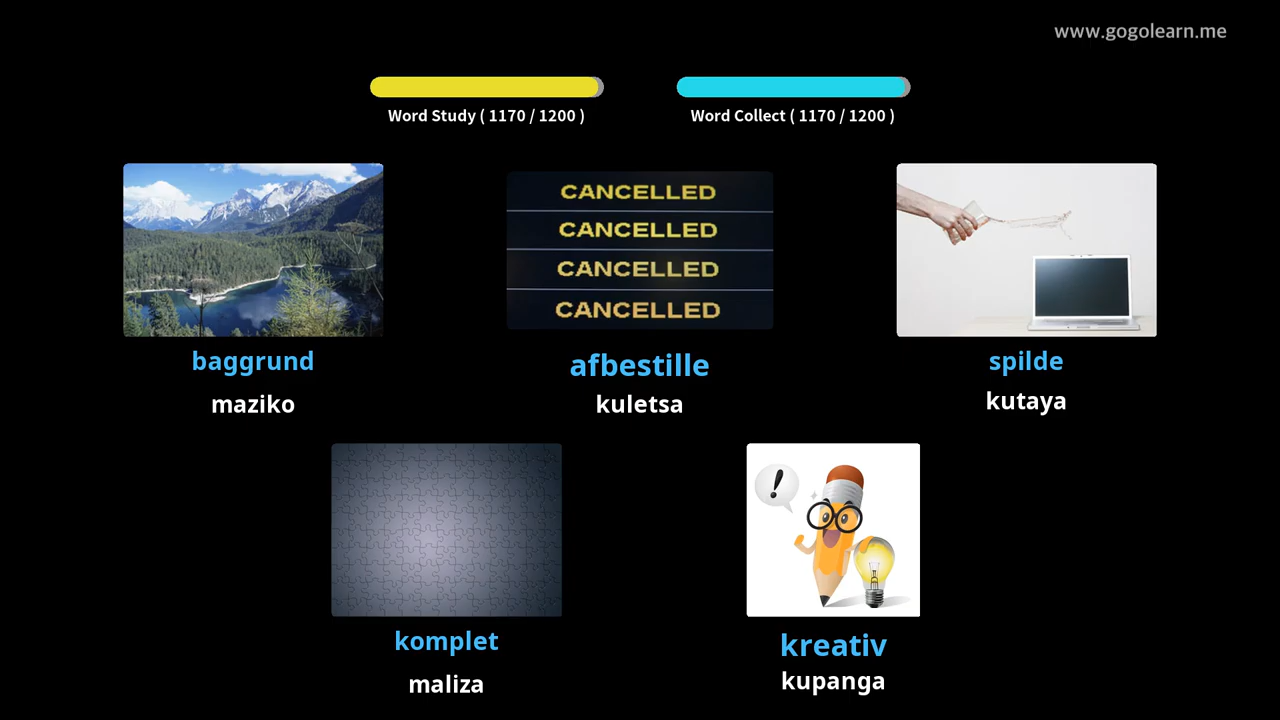 www.gogolearn.me
Word Study ( 1170 / 1200 )
Word Collect ( 1170 / 1200 )
CANCELLED
CANCELLED
CANCELLED
CANCELLED
baggrund
afbestille
spilde
maziko
kuletsa
kutaya
!
komplet
kreativ
maliza
kupanga